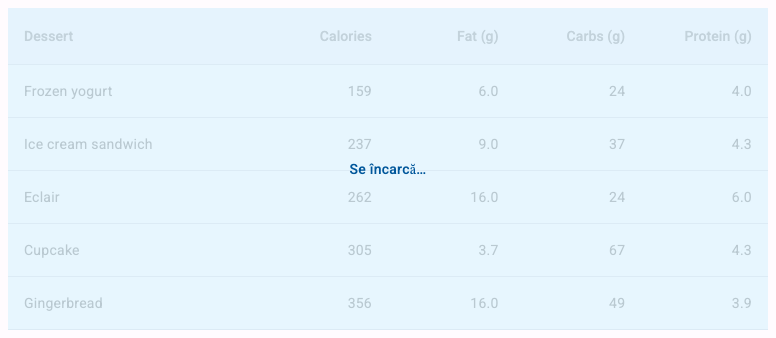 Dessert Calories Fat (g) Carbs (g) Protein (g)
Frozen yogurt 159 6.0 24 4.0
Ice cream sandwich 237 9.0 37 4.3
Se încarcă...
Eclair 262 16.0 24 6.0
Cupcake 305 3.7 67 4.3
Gingerbread 356 16.0 49 3.9